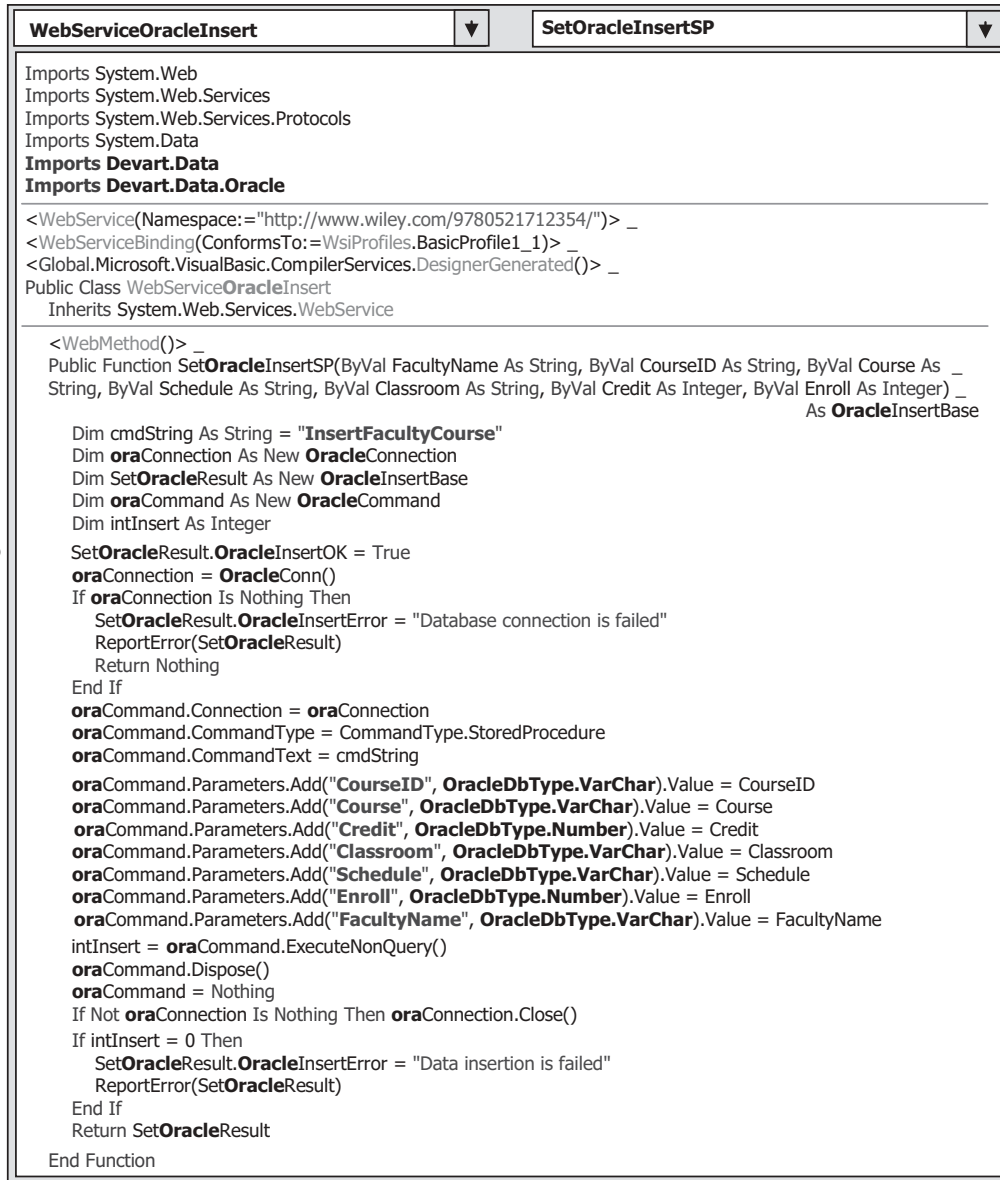 WebServiceOracleInsert
SetOracleInsertSP
Imports System.Web
Imports System.Web.Services
Imports System.Web.Services.Protocols
Imports System.Data
Imports Devart.Data
Imports Devart.Data.Oracle
<WebService(Namespace:="http://www.wiley.com/9780521712354/")> _
<WebServiceBinding(ConformsTo:=WsiProfiles.BasicProfile1_1)> _
<Global.Microsoft.VisualBasic.CompilerServices.DesignerGenerated()> _
Public Class WebServiceOracleInsert
Inherits System.Web.Services.WebService
<WebMethod()> _
Public Function SetOracleInsertSP(ByVal FacultyName As String, ByVal CourseID As String, ByVal Course As _
String, ByVal Schedule As String, ByVal Classroom As String, ByVal Credit As Integer, ByVal Enroll As Integer) _
As OracleInsertBase
Dim cmdString As String = "InsertFacultyCourse"
Dim oraConnection As New OracleConnection
Dim SetOracleResult As New OracleInsertBase
Dim oraCommand As New OracleCommand
Dim intInsert As Integer
SetOracleResult.OracleInsertOK = True
oraConnection = OracleConn()
If oraConnection Is Nothing Then
SetOracleResult.OracleInsertError = "Database connection is failed"
ReportError(SetOracleResult)
Return Nothing
End If
oraCommand.Connection = oraConnection
oraCommand.CommandType = CommandType.StoredProcedure
oraCommand.CommandText = cmdString
oraCommand.Parameters.Add("CourseID", OracleDbType.VarChar).Value = CourseID
oraCommand.Parameters.Add("Course", OracleDbType.VarChar).Value = Course
oraCommand.Parameters.Add("Credit", OracleDbType.Number).Value = Credit
oraCommand.Parameters.Add("Classroom", OracleDbType.VarChar).Value = Classroom
oraCommand.Parameters.Add("Schedule", OracleDbType.VarChar).Value = Schedule
oraCommand.Parameters.Add("Enroll", OracleDbType.Number).Value = Enroll
oraCommand.Parameters.Add("FacultyName", OracleDbType.VarChar).Value = FacultyName
intInsert = oraCommand.ExecuteNonQuery()
oraCommand.Dispose()
oraCommand = Nothing
If Not oraConnection Is Nothing Then oraConnection.Close()
If intInsert = 0 Then
SetOracleResult.OracleInsertError = "Data insertion is failed"
ReportError(SetOracleResult)
End If
Return SetOracleResult
End Function